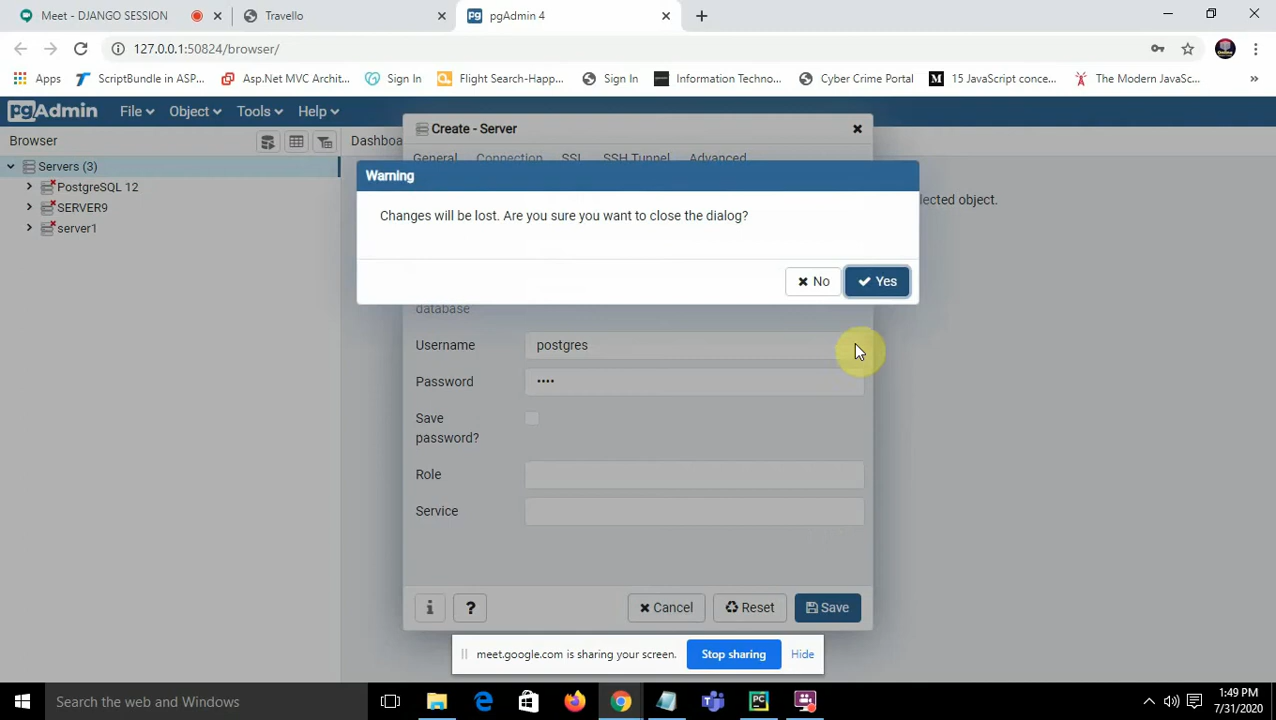 Meet - DJANGO SESSION
Travello
pgAdmin 4
127.0.0.1:50824/browser/
Apps
ScriptBundle in ASP...
Asp.Net MVC Archit...
Sign In
Flight Search-Happ...
Sign In
Information Techno...
Cyber Crime Portal
15 JavaScript conce...
The Modern JavaSc...
pgAdmin
File
Object
Tools
Help
Browser
Dashboa
Create - Server
General
Connection
SSL
SSH Tunnel
Advanced
Servers (3)
PostgreSQL 12
SERVER9
server1
Warning
Changes will be lost. Are you sure you want to close the dialog?
lected object.
No
Yes
database
Username
postgres
Password
••••
Save
password?
Role
Service
i
?
Cancel
Reset
Save
meet.google.com is sharing your screen.
Stop sharing
Hide
Search the web and Windows
1:49 PM
7/31/2020